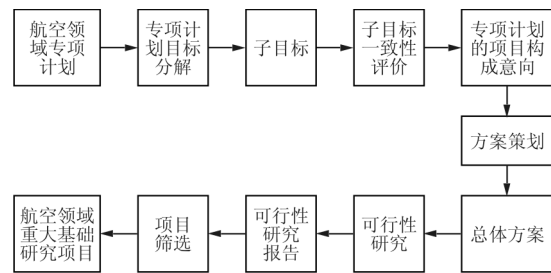 航空领
域专项
计划
专项计
划目标
分解
子目标
子目标
一致性
评价
专项计划
的项目构
成意向
方案策划
总体方案
可行性
研究
可行性
研究
报告
项目
筛选
航空领域
重大基础
研究项目